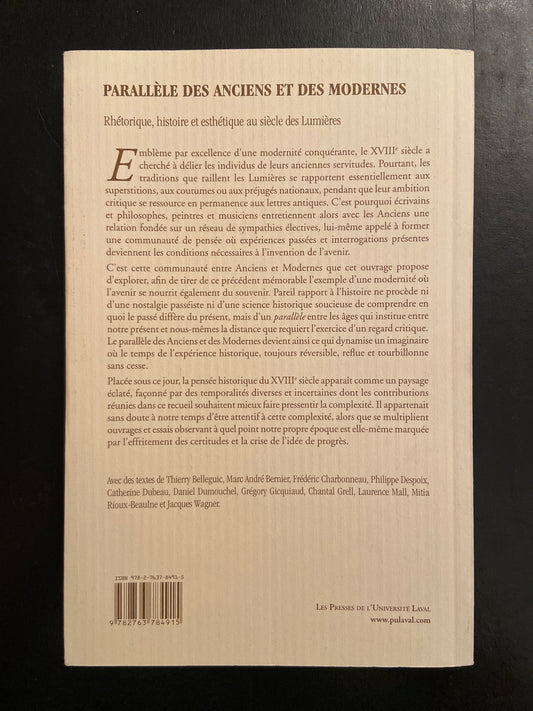 PARALLÈLE DES ANCIENS ET DES MODERNES
Rhétorique, histoire et esthétique au siècle des Lumières
Emblème par excellence d'une modernité conquérante, le XVIIIe siècle a
cherché à délier les individus de leurs anciennes servitudes. Pourtant, les
traditions que raillent les Lumières se rapportent essentiellement aux
superstitions, aux coutumes ou aux préjugés nationaux, pendant que leur ambition
critique se ressource en permanence aux lettres antiques. C'est pourquoi écrivains
et philosophes, peintres et musiciens entretiennent alors avec les Anciens une
relation fondée sur un réseau de sympathies électives, lui-même appelé à former
une communauté de pensée où expériences passées et interrogations présentes
deviennent les conditions nécessaires à l'invention de l'avenir.
C'est cette communauté entre Anciens et Modernes que cet ouvrage propose
d'explorer, afin de tirer de ce précédent mémorable l'exemple d'une modernité où
l'avenir se nourrit également du souvenir. Pareil rapport à l'histoire ne procède ni
d'une nostalgie passéiste ni d'une science historique soucieuse de comprendre en
quoi le passé diffère du présent, mais d'un parallèle entre les âges qui institue entre
notre présent et nous-mêmes la distance que requiert l'exercice d'un regard critique.
Le parallèle des Anciens et des Modernes devient ainsi ce qui dynamise un imaginaire
où le temps de l'expérience historique, toujours réversible, reflue et tourbillonne
sans cesse.
Placée sous ce jour, la pensée historique du XVIIIe siècle apparaît comme un paysage
éclaté, façonné par des temporalités diverses et incertaines dont les contributions
réunies dans ce recueil souhaitent mieux faire pressentir la complexité. Il appartenait
sans doute à notre temps d'être attentif à cette complexité, alors que se multiplient
ouvrages et essais observant à quel point notre propre époque est elle-même marquée
par l'effritement des certitudes et la crise de l'idée de progrès.
Avec des textes de Thierry Belleguic, Marc André Bernier, Frédéric Charbonneau, Philippe Despoix,
Catherine Dubeau, Daniel Dumouchel, Grégory Gicquiaud, Chantal Grell, Laurence Mall, Mitia
Rioux-Beaulne et Jacques Wagner.
ISBN 978-2-7637-8491-5
9 782763 784915
Les Presses de l'Université Laval
www.pulaval.com